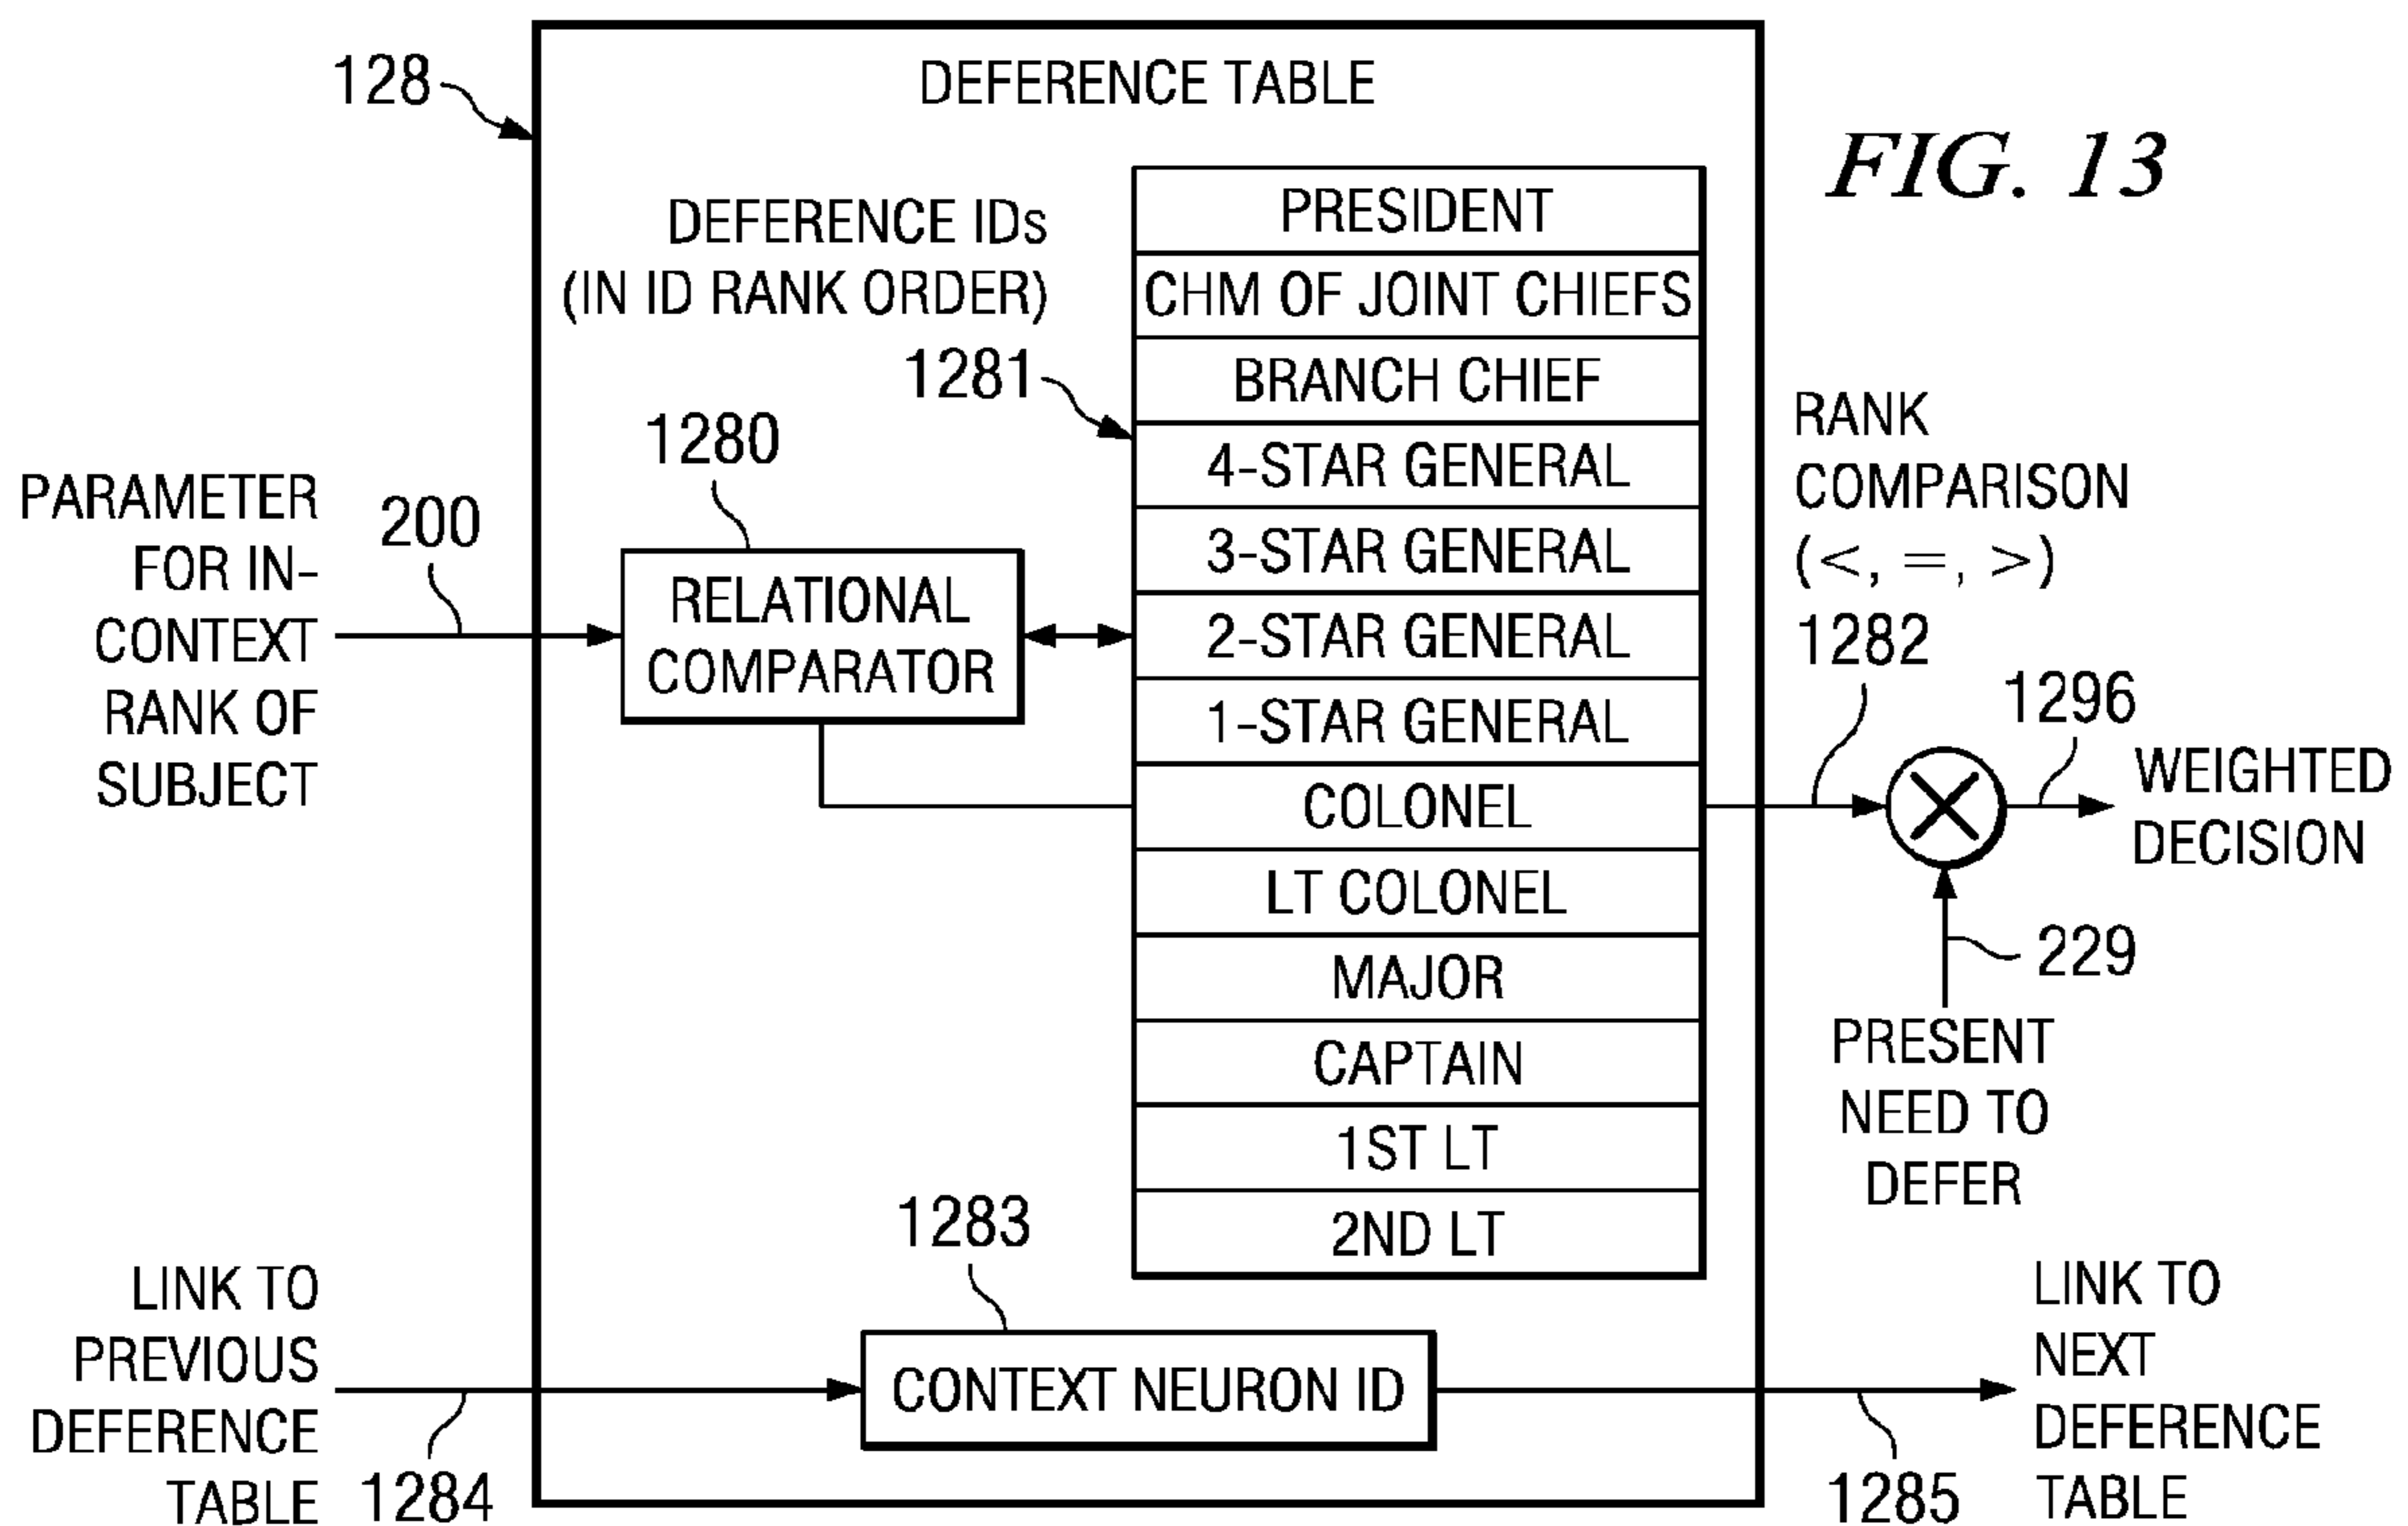 128
DEFERENCE TABLE
FIG. 13
DEFERENCE IDs
(IN ID RANK ORDER)
1281
PRESIDENT
CHM OF JOINT CHIEFS
BRANCH CHIEF
4-STAR GENERAL
3-STAR GENERAL
2-STAR GENERAL
1-STAR GENERAL
COLONEL
LT COLONEL
MAJOR
CAPTAIN
1ST LT
2ND LT
PARAMETER
FOR IN-
CONTEXT
RANK OF
SUBJECT
200
1280
RELATIONAL
COMPARATOR
RANK
COMPARISON
(<, =, >)
1282
1296
WEIGHTED
DECISION
229
PRESENT
NEED TO
DEFER
LINK TO
PREVIOUS
DEFERENCE
TABLE
1284
1283
CONTEXT NEURON ID
1285
LINK TO
NEXT
DEFERENCE
TABLE